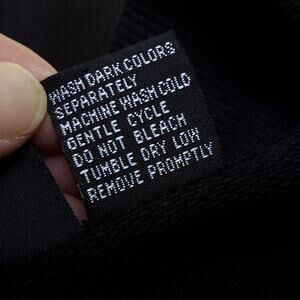 WASH DARK COLORS
SEPARATELY
MACHINE WASH COLD
GENTLE CYCLE
DO NOT BLEACH
TUMBLE DRY LOW
REMOVE PROMPTLY